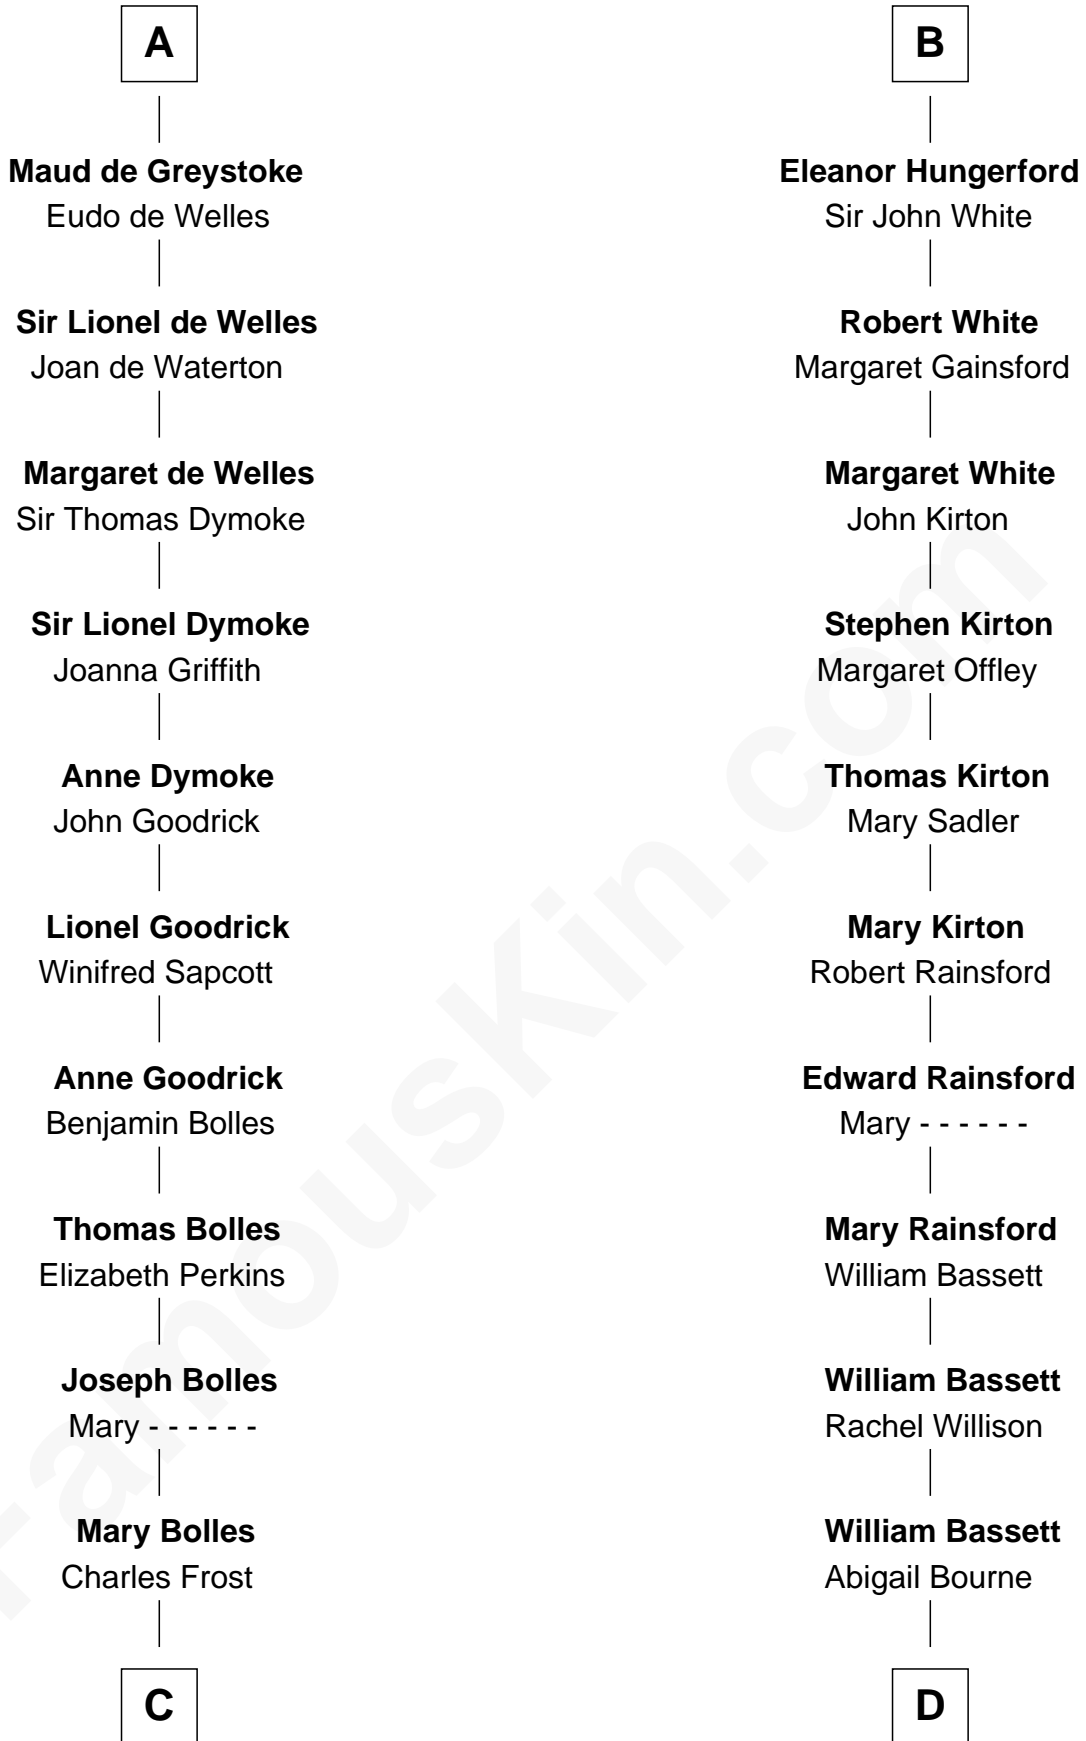 A
Maud de Greystoke
Eudo de Welles
Sir Lionel de Welles
Joan de Waterton
Margaret de Welles
Sir Thomas Dymoke
Sir Lionel Dymoke
Joanna Griffith
Anne Dymoke
John Goodrick
Lionel Goodrick
Winifred Sapcott
Anne Goodrick
Benjamin Bolles
Thomas Bolles
Elizabeth Perkins
Joseph Bolles
Mary - - - - - -
Mary Bolles
Charles Frost
C
B
Eleanor Hungerford
Sir John White
Robert White
Margaret Gainsford
Margaret White
John Kirton
Stephen Kirton
Margaret Offley
Thomas Kirton
Mary Sadler
Mary Kirton
Robert Rainsford
Edward Rainsford
Mary - - - - - -
Mary Rainsford
William Bassett
William Bassett
Rachel Willison
William Bassett
Abigail Bourne
D
FamousKin.com